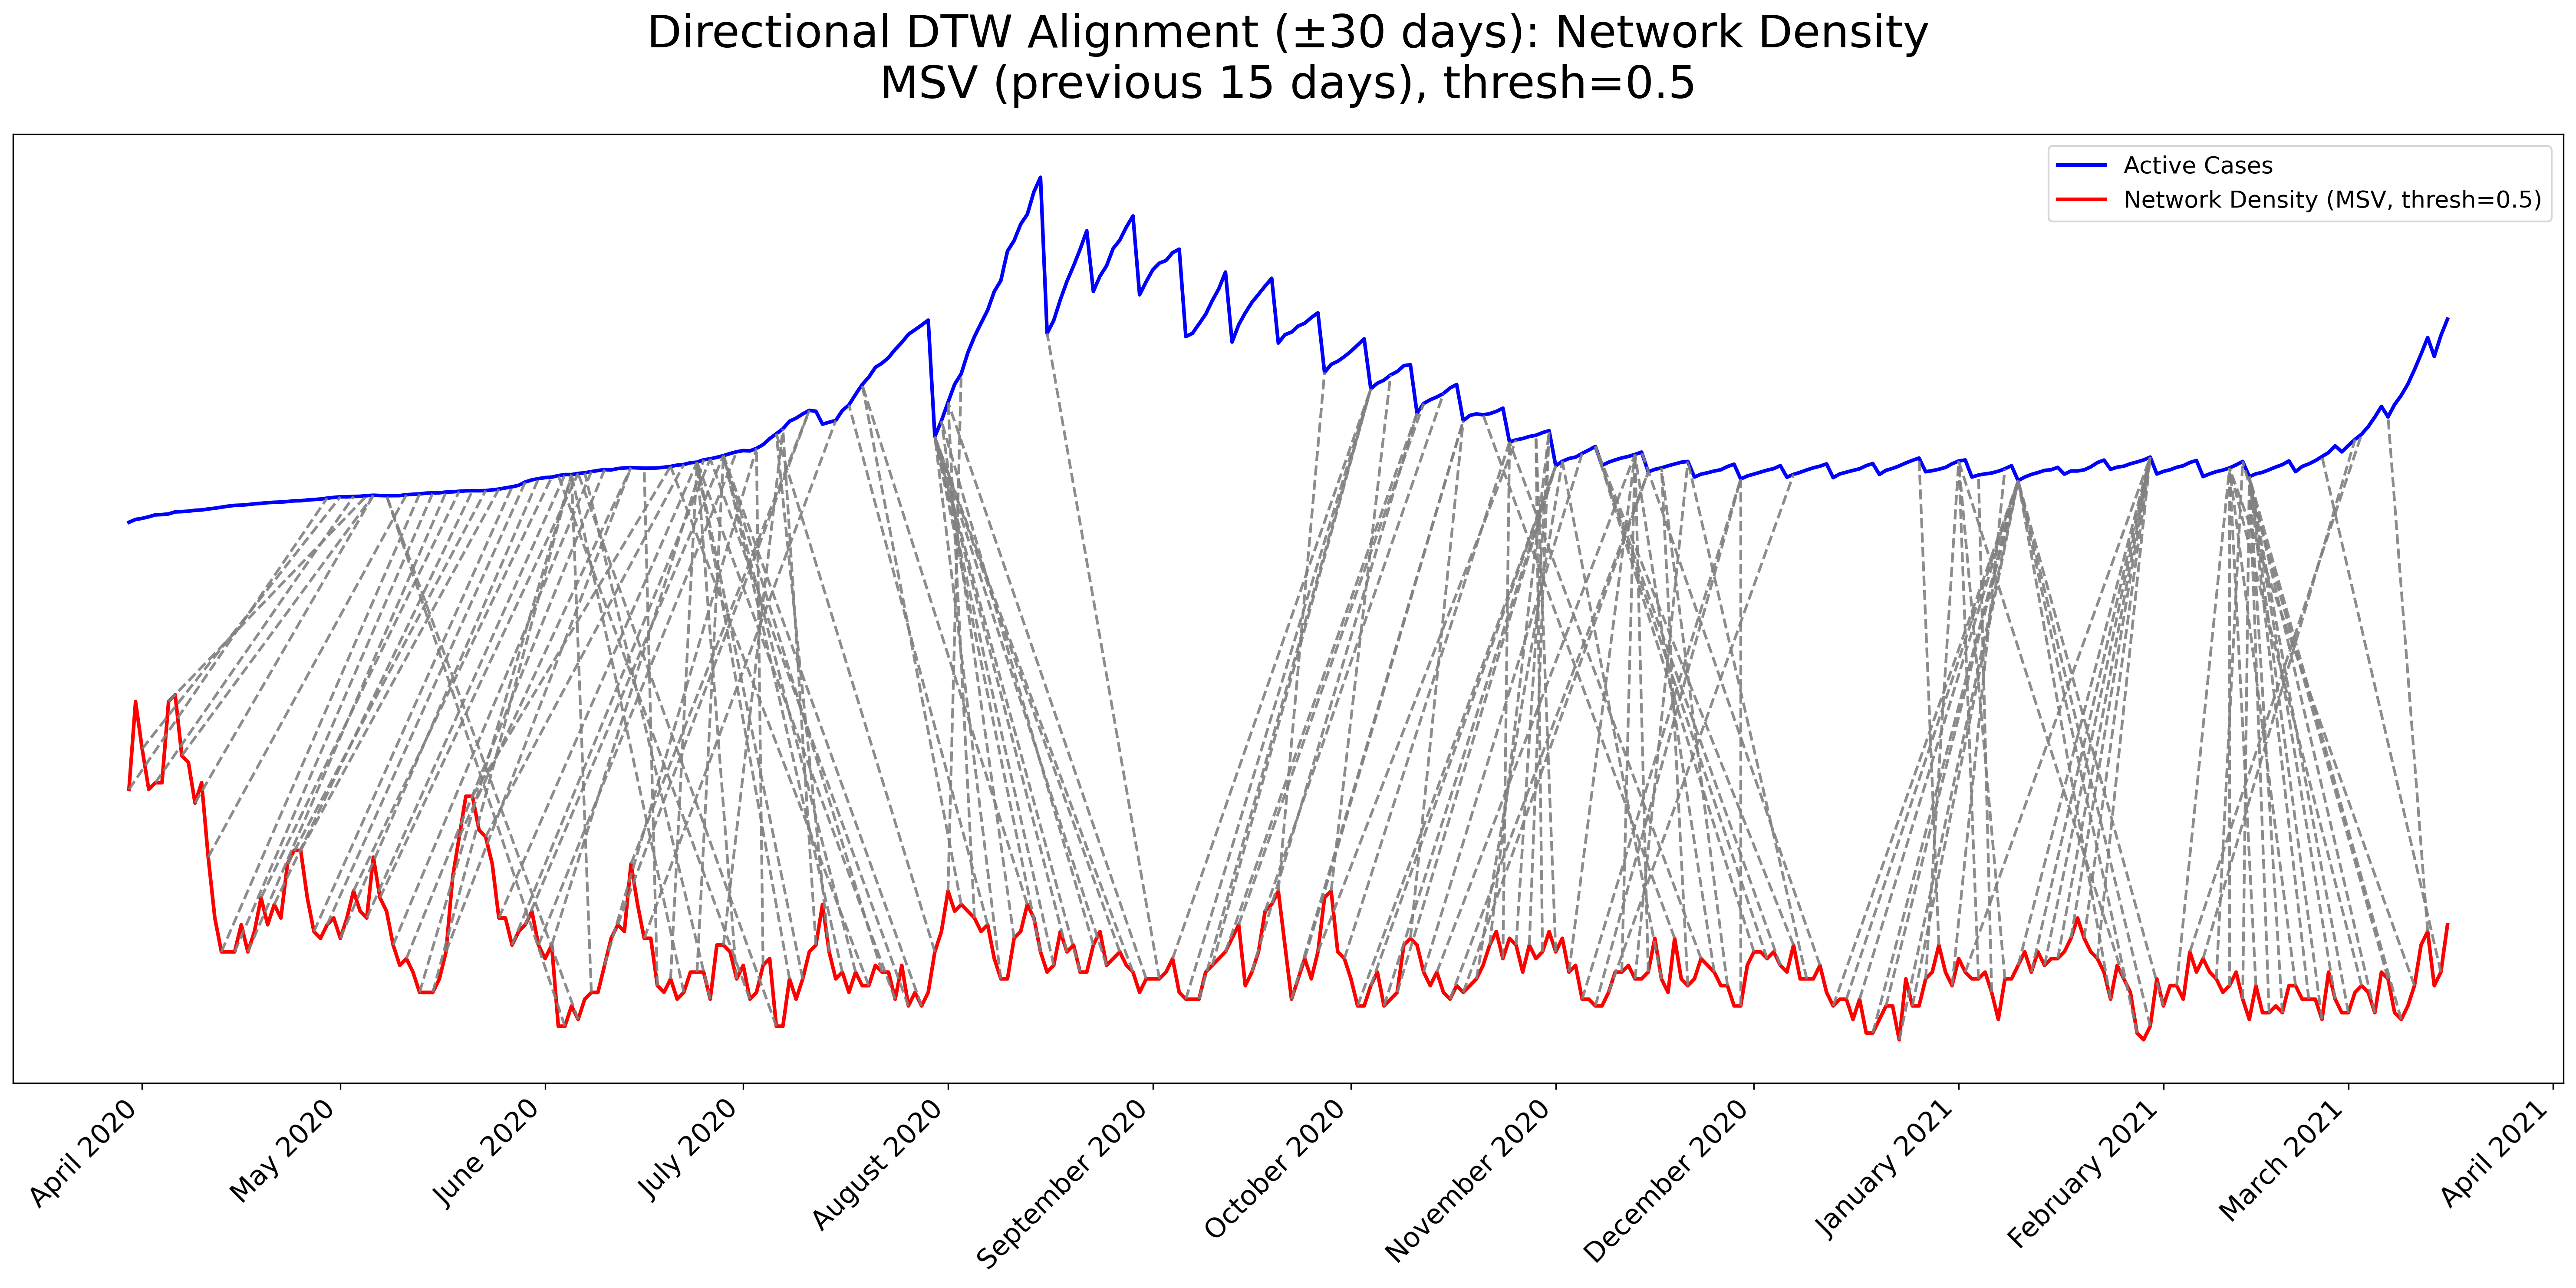 Directional DTW Alignment (±30 days): Network Density
MSV (previous 15 days), thresh=0.5
Active Cases
Network Density (MSV, thresh=0.5)
April 2020
May 2020
June 2020
July 2020
August 2020
September 2020
October 2020
November 2020
December 2020
January 2021
February 2021
March 2021
April 2021